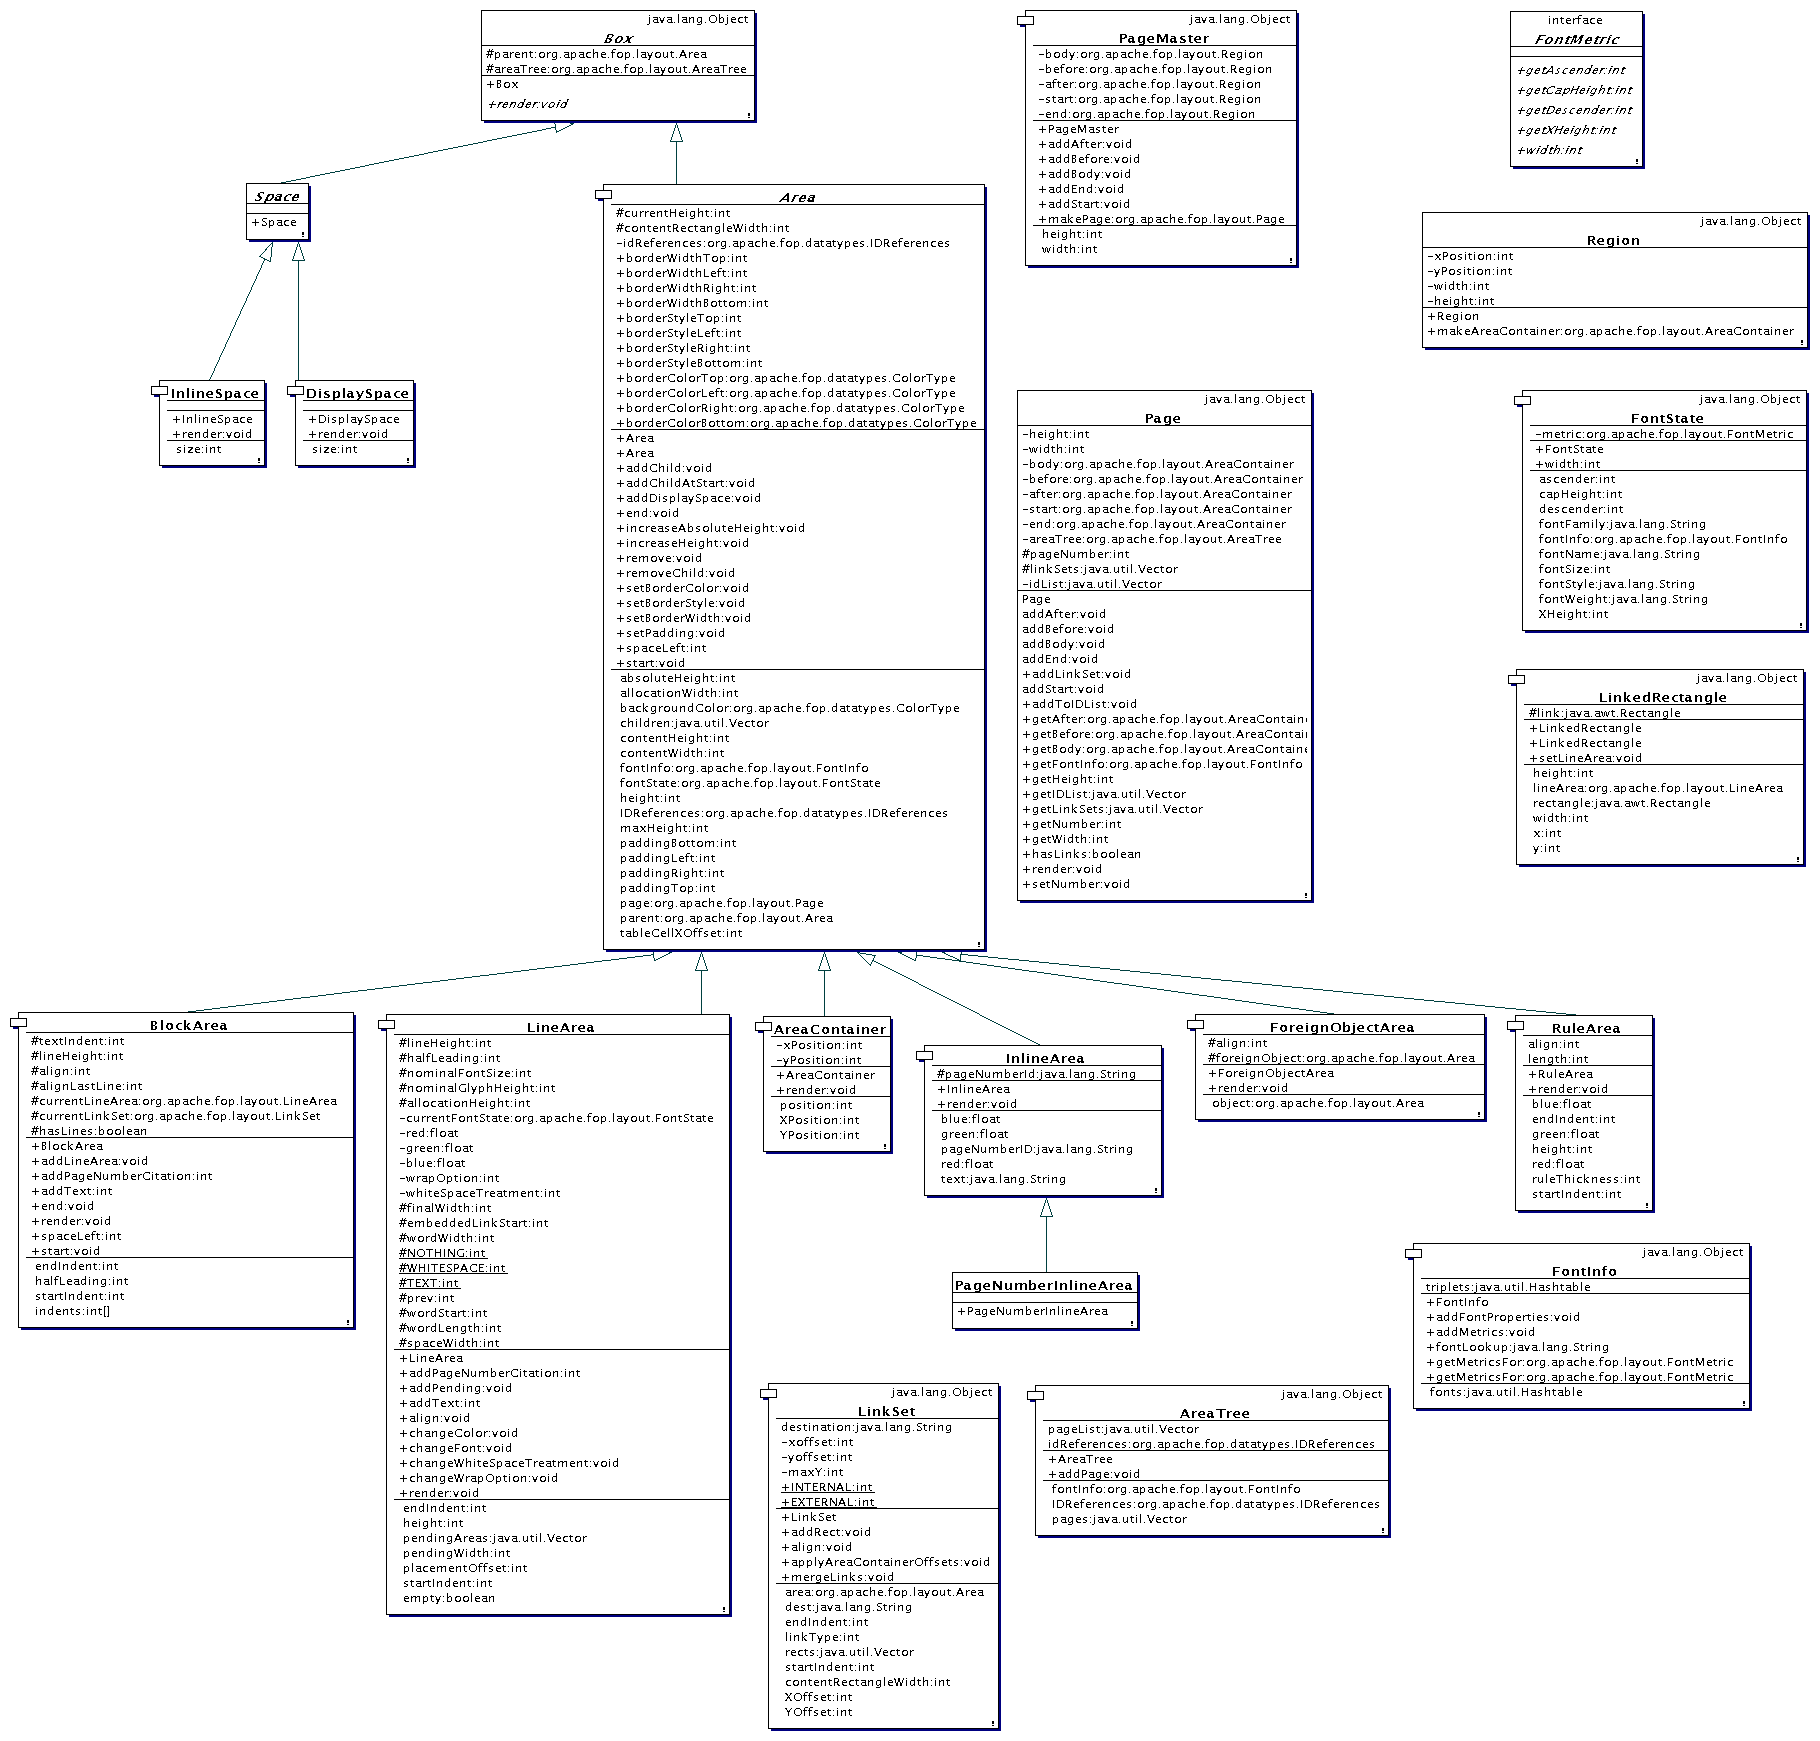 java.lang.Object
Box
#parent:org.apache.fop.layout.Area
#areaTree:org.apache.fop.layout.AreaTree
+Box
+render:void
java.lang.Object
PageMaster
-body:org.apache.fop.layout.Region
-before:org.apache.fop.layout.Region
-after:org.apache.fop.layout.Region
-start:org.apache.fop.layout.Region
-end:org.apache.fop.layout.Region
+PageMaster
+addAfter:void
+addBefore:void
+addBody:void
+addEnd:void
+addStart:void
+makePage:org.apache.fop.layout.Page
height:int
width:int
interface
FontMetric
+getAscender:int
+getCapHeight:int
+getDescender:int
+getXHeight:int
+width:int
Space
+Space
Area
#currentHeight:int
#contentRectangleWidth:int
-idReferences:org.apache.fop.datatypes.IDReferences
+borderWidthTop:int
+borderWidthLeft:int
+borderWidthRight:int
+borderWidthBottom:int
+borderStyleTop:int
+borderStyleLeft:int
+borderStyleRight:int
+borderStyleBottom:int
+borderColorTop:org.apache.fop.datatypes.ColorType
+borderColorLeft:org.apache.fop.datatypes.ColorType
+borderColorRight:org.apache.fop.datatypes.ColorType
+borderColorBottom:org.apache.fop.datatypes.ColorType
+Area
+Area
+addChild:void
+addChildAtStart:void
+addDisplaySpace:void
+end:void
+increaseAbsoluteHeight:void
+increaseHeight:void
+remove:void
+removeChild:void
+setBorderColor:void
+setBorderStyle:void
+setBorderWidth:void
+setPadding:void
+spaceLeft:int
+start:void
absoluteHeight:int
allocationWidth:int
backgroundColor:org.apache.fop.datatypes.ColorType
children:java.util.Vector
contentHeight:int
contentWidth:int
fontInfo:org.apache.fop.layout.FontInfo
fontState:org.apache.fop.layout.FontState
height:int
IDReferences:org.apache.fop.datatypes.IDReferences
maxHeight:int
paddingBottom:int
paddingLeft:int
paddingRight:int
paddingTop:int
page:org.apache.fop.layout.Page
parent:org.apache.fop.layout.Area
tableCellXOffset:int
java.lang.Object
Region
-xPosition:int
-yPosition:int
-width:int
-height:int
+Region
+makeAreaContainer:org.apache.fop.layout.AreaContainer
InlineSpace
+InlineSpace
+render:void
size:int
DisplaySpace
+DisplaySpace
+render:void
size:int
java.lang.Object
Page
-height:int
-width:int
-body:org.apache.fop.layout.AreaContainer
-before:org.apache.fop.layout.AreaContainer
-after:org.apache.fop.layout.AreaContainer
-start:org.apache.fop.layout.AreaContainer
-end:org.apache.fop.layout.AreaContainer
-areaTree:org.apache.fop.layout.AreaTree
#pageNumber:int
#linkSets:java.util.Vector
-idList:java.util.Vector
Page
addAfter:void
addBefore:void
addBody:void
addEnd:void
+addLinkSet:void
addStart:void
+addToIDList:void
+getAfter:org.apache.fop.layout.AreaContain
+getBefore:org.apache.fop.layout.AreaContai
+getBody:org.apache.fop.layout.AreaContaine
+getFontInfo:org.apache.fop.layout.FontInfo
+getHeight:int
+getIDList:java.util.Vector
+getLinkSets:java.util.Vector
+getNumber:int
+getWidth:int
+hasLinks:boolean
+render:void
+setNumber:void
java.lang.Object
FontState
-metric:org.apache.fop.layout.FontMetric
+FontState
+width:int
ascender:int
capHeight:int
descender:int
fontFamily:java.lang.String
fontInfo:org.apache.fop.layout.FontInfo
fontName:java.lang.String
fontSize:int
fontStyle:java.lang.String
fontWeight:java.lang.String
XHeight:int
java.lang.Object
LinkedRectangle
#link:java.awt.Rectangle
+LinkedRectangle
+LinkedRectangle
+setLineArea:void
height:int
lineArea:org.apache.fop.layout.LineArea
rectangle:java.awt.Rectangle
width:int
x:int
y:int
BlockArea
#textIndent:int
#lineHeight:int
#align:int
#alignLastLine:int
#currentLineArea:org.apache.fop.layout.LineArea
#currentLinkSet:org.apache.fop.layout.LinkSet
#hasLines:boolean
+BlockArea
+addLineArea:void
+addPageNumberCitation:int
+addText:int
+end:void
+render:void
+spaceLeft:int
+start:void
endIndent:int
halfLeading:int
startIndent:int
indents:int[]
LineArea
#lineHeight:int
#halfLeading:int
#nominalFontSize:int
#nominalGlyphHeight:int
#allocationHeight:int
-currentFontState:org.apache.fop.layout.FontState
-red:float
-green:float
-blue:float
-wrapOption:int
-whiteSpaceTreatment:int
#finalWidth:int
#embeddedLinkStart:int
#wordWidth:int
#NOTHING:int
#WHITESPACE:int
#TEXT:int
#prev:int
#wordStart:int
#wordLength:int
#spaceWidth:int
+LineArea
+addPageNumberCitation:int
+addPending:void
+addText:int
+align:void
+changeColor:void
+changeFont:void
+changeWhiteSpaceTreatment:void
+changeWrapOption:void
+render:void
endIndent:int
height:int
pendingAreas:java.util.Vector
pendingWidth:int
placementOffset:int
startIndent:int
empty:boolean
AreaContainer
-xPosition:int
-yPosition:int
+AreaContainer
+render:void
position:int
XPosition:int
YPosition:int
InlineArea
#pageNumberId:java.lang.String
+InlineArea
+render:void
blue:float
green:float
pageNumberID:java.lang.String
red:float
text:java.lang.String
ForeignObjectArea
#align:int
#foreignObject:org.apache.fop.layout.Area
+ForeignObjectArea
+render:void
object:org.apache.fop.layout.Area
RuleArea
align:int
length:int
+RuleArea
+render:void
blue:float
endIndent:int
green:float
height:int
red:float
ruleThickness:int
startIndent:int
PageNumberInlineArea
+PageNumberInlineArea
java.lang.Object
FontInfo
triplets:java.util.Hashtable
+FontInfo
+addFontProperties:void
+addMetrics:void
+fontLookup:java.lang.String
+getMetricsFor:org.apache.fop.layout.FontMetric
+getMetricsFor:org.apache.fop.layout.FontMetric
fonts:java.util.Hashtable
java.lang.Object
LinkSet
destination:java.lang.String
-xoffset:int
-yoffset:int
-maxY:int
+INTERNAL:int
+EXTERNAL:int
+LinkSet
+addRect:void
+align:void
+applyAreaContainerOffsets:void
+mergeLinks:void
area:org.apache.fop.layout.Area
dest:java.lang.String
endIndent:int
linkType:int
rects:java.util.Vector
startIndent:int
contentRectangleWidth:int
XOffset:int
YOffset:int
java.lang.Object
AreaTree
pageList:java.util.Vector
idReferences:org.apache.fop.datatypes.IDReferences
+AreaTree
+addPage:void
fontInfo:org.apache.fop.layout.FontInfo
IDReferences:org.apache.fop.datatypes.IDReferences
pages:java.util.Vector